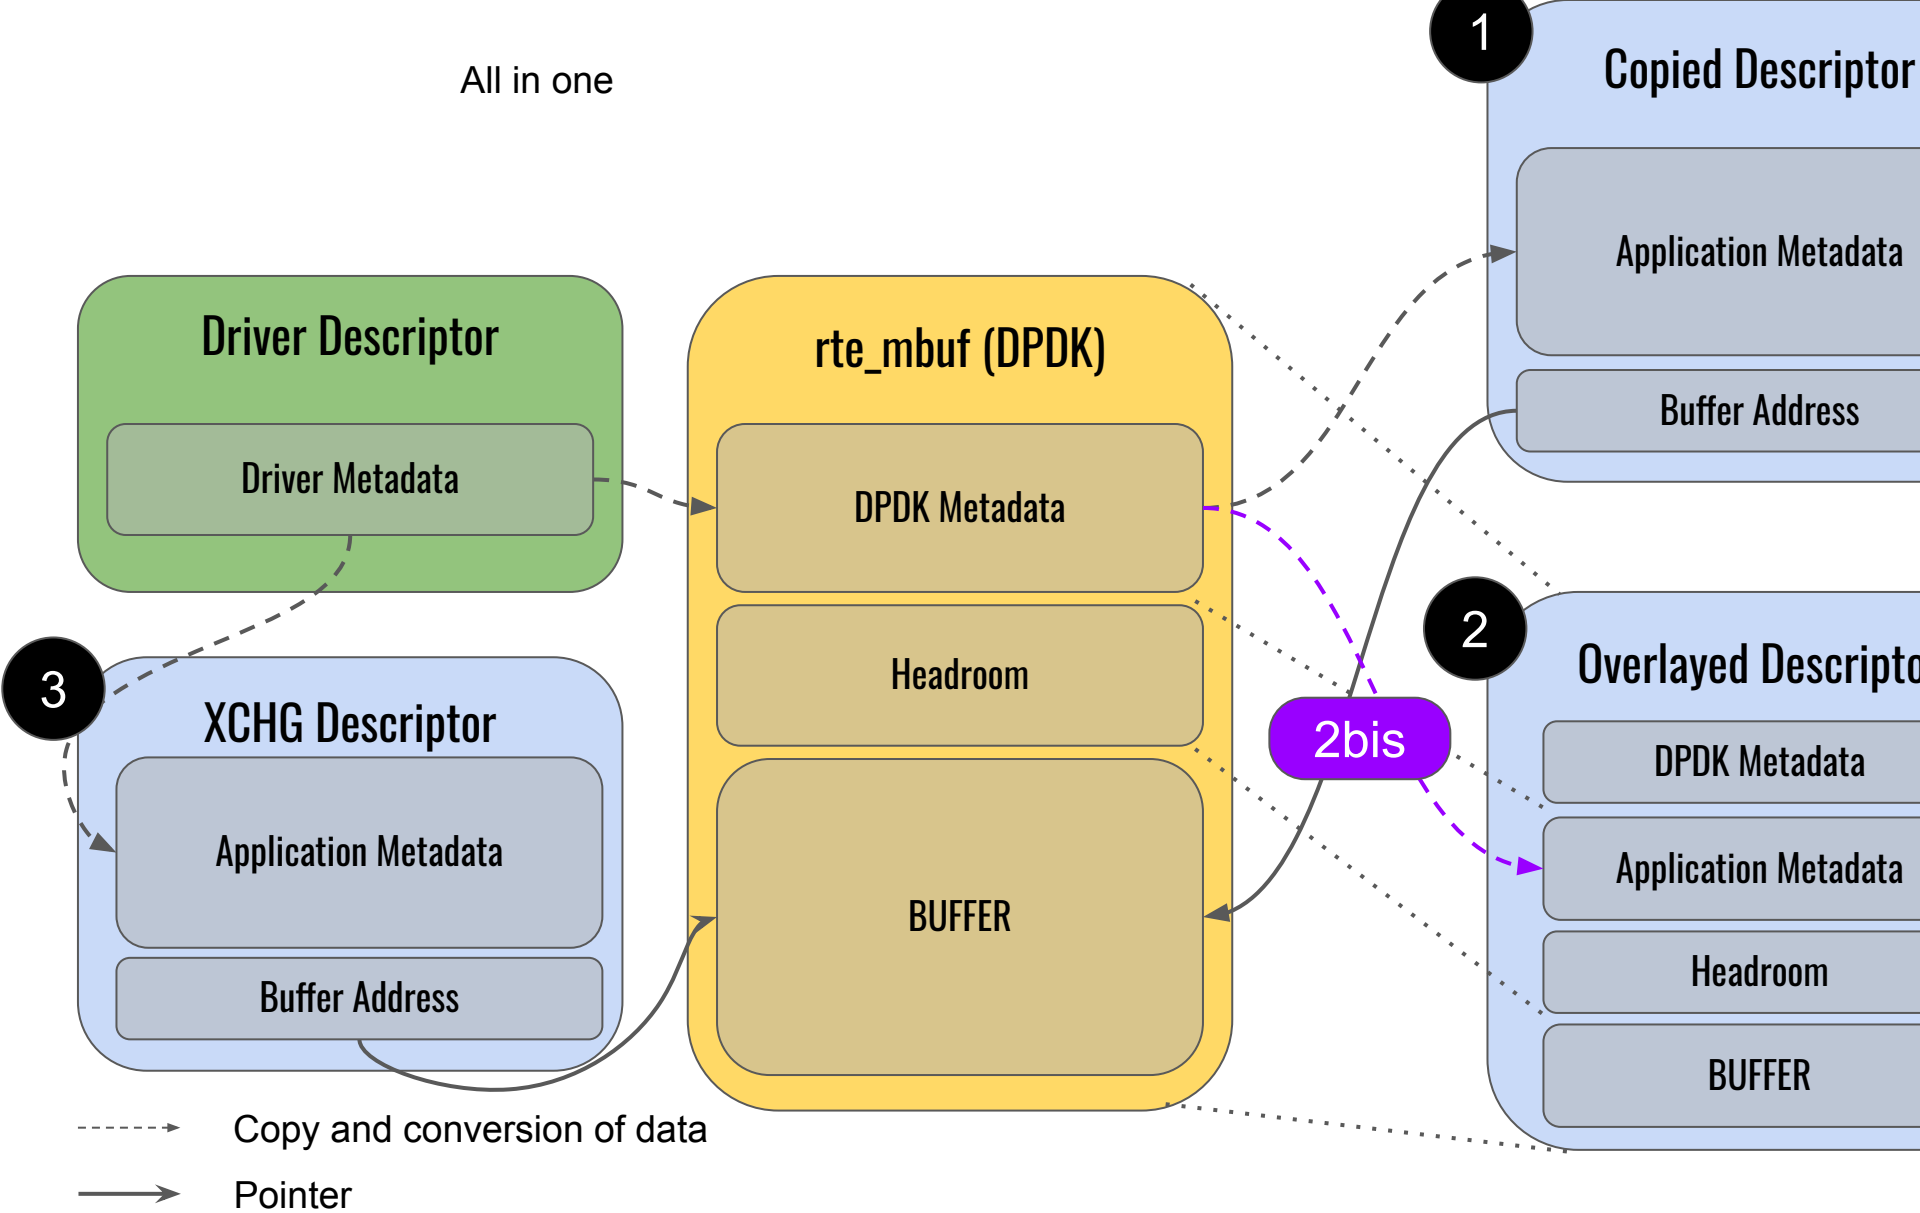 All in one
1
Copied Descriptor
Application Metadata
Buffer Address
Driver Descriptor
Driver Metadata
rte_mbuf (DPDK)
DPDK Metadata
Headroom
BUFFER
2bis
2
Overlayed Descripto
DPDK Metadata
Application Metadata
Headroom
BUFFER
3
XCHG Descriptor
Application Metadata
Buffer Address
Copy and conversion of data
Pointer